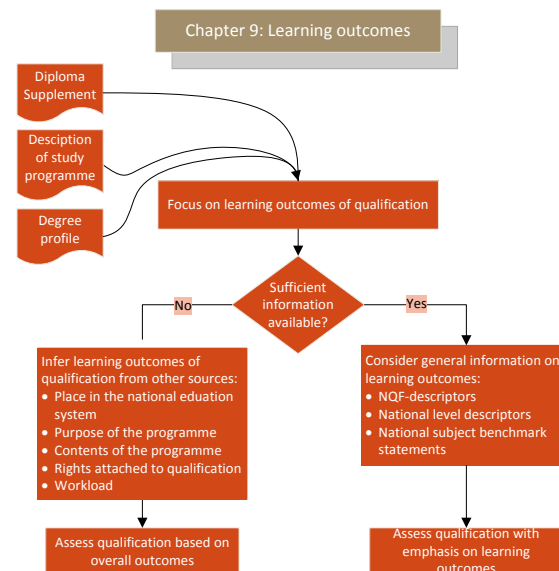 Chapter 9: Learning outcomes
Diploma
Supplement
Desciption
of study
programme
Degree
profile
Focus on learning outcomes of qualification
Sufficient
information
available?
No
Yes
Infer learning outcomes of
qualification from other sources:
• Place in the national eduation
system
• Purpose of the programme
• Contents of the programme
• Rights attached to qualification
• Workload
Consider general information on
learning outcomes:
• NQF-descriptors
• National level descriptors
• National subject benchmark
statements
Assess qualification based on
overall outcomes
Assess qualification with
emphasis on learning
outcomes